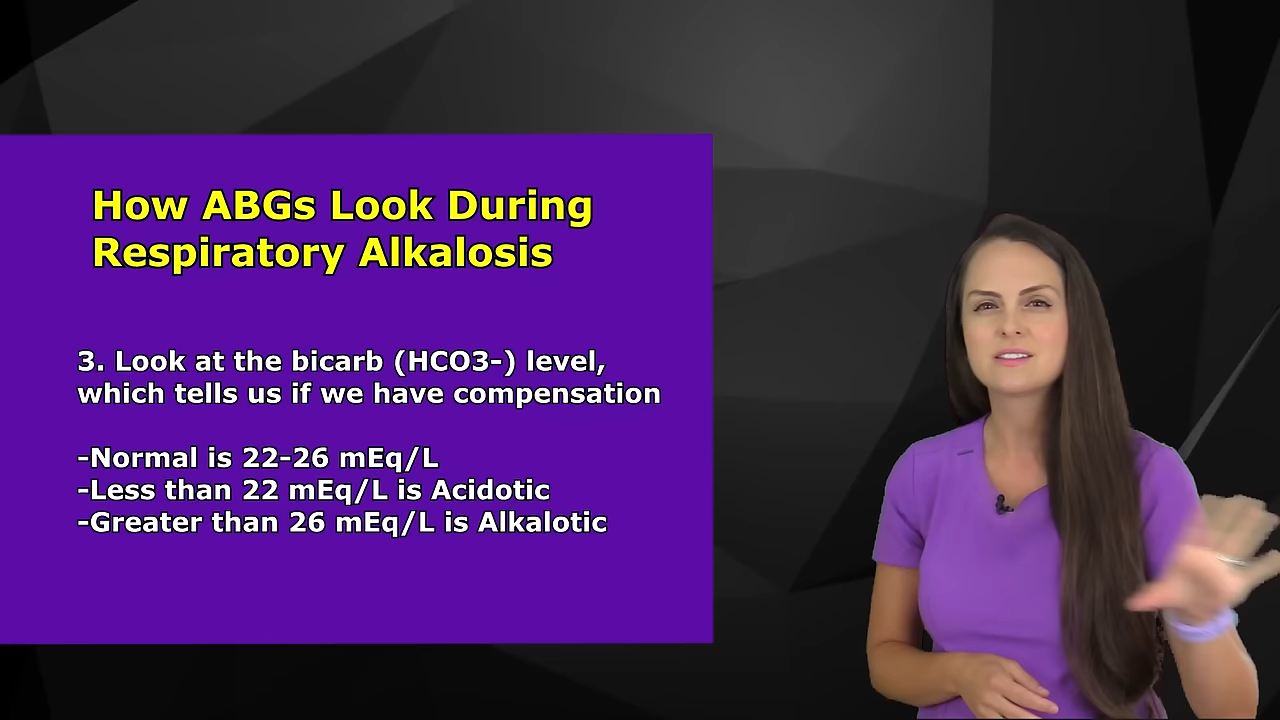 How ABGs Look During
Respiratory Alkalosis
3. Look at the bicarb (HCO3-) level,
which tells us if we have compensation
-Normal is 22-26 mEq/L
-Less than 22 mEq/L is Acidotic
-Greater than 26 mEq/L is Alkalotic